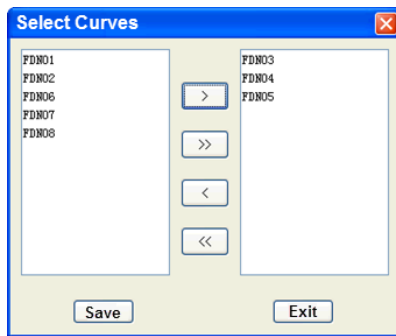 Select Curves
FDN01
FDN02
FDN06
FDN07
FDN08
>
>>
<
<<
FDN03
FDN04
FDN05
Save
Exit